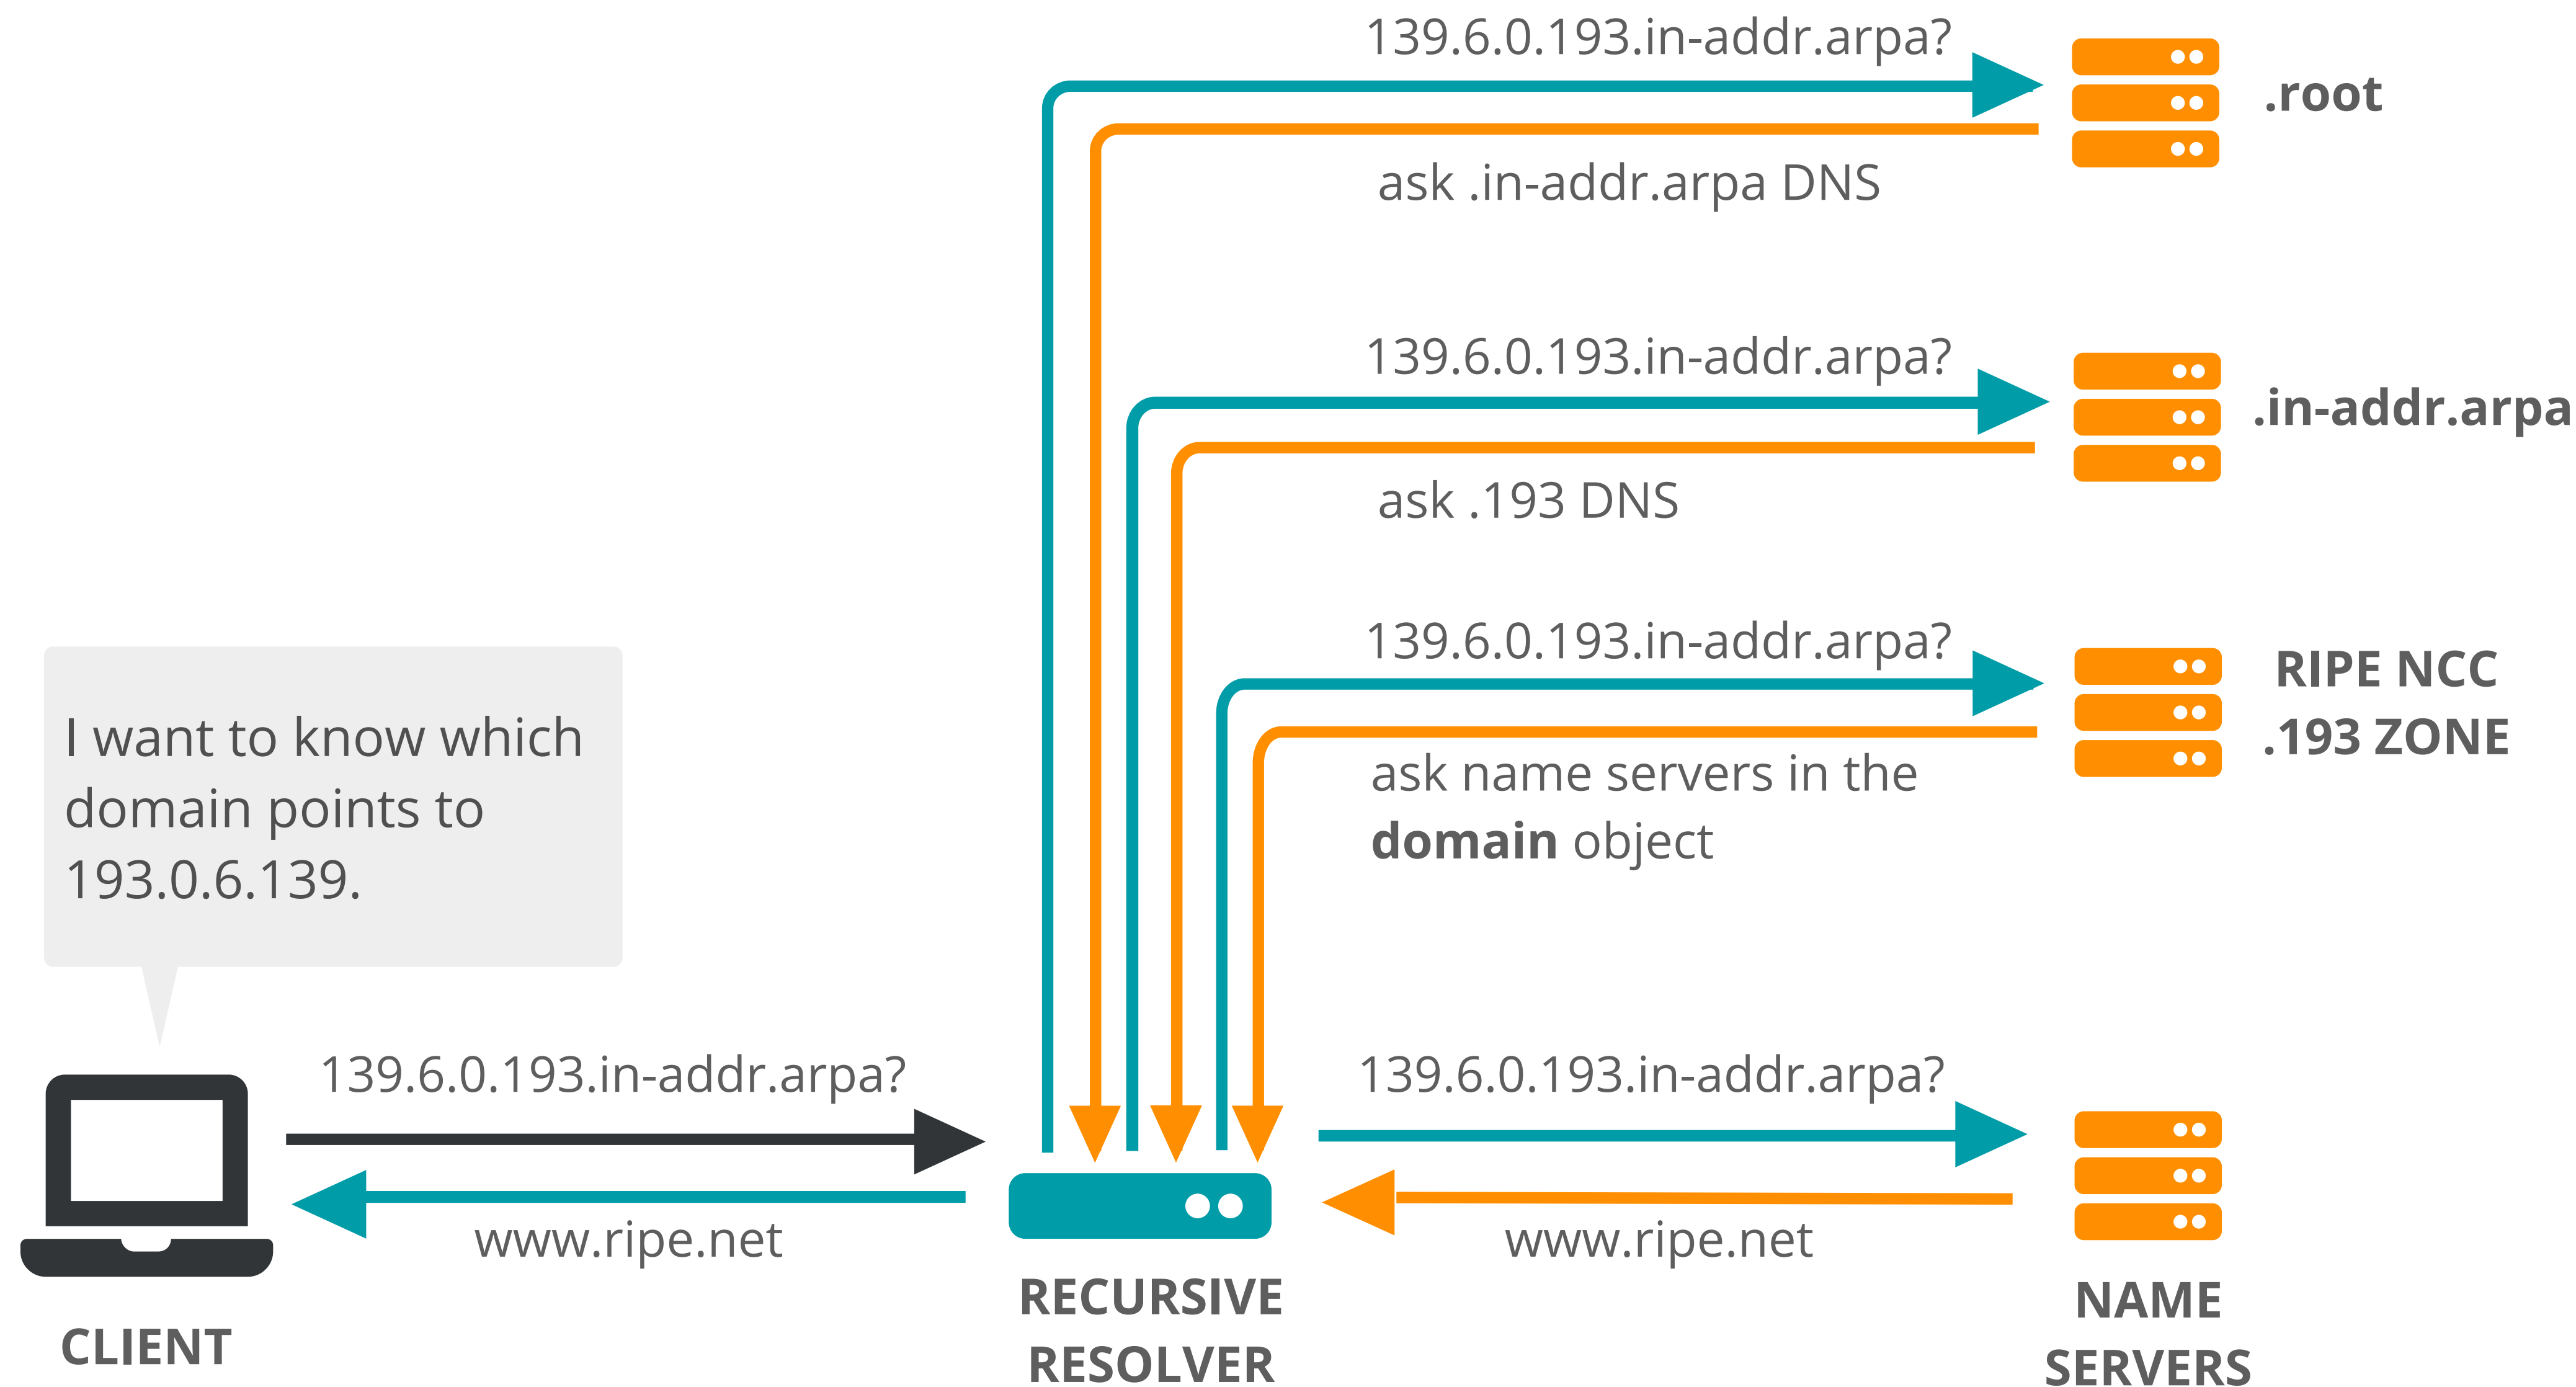 139.6.0.193.in-addr.arpa?
.root
ask .in-addr.arpa DNS
139.6.0.193.in-addr.arpa?
.in-addr.arpa
ask .193 DNS
139.6.0.193.in-addr.arpa?
RIPE NCC
.193 ZONE
ask name servers in the
domain object
I want to know which
domain points to
193.0.6.139.
139.6.0.193.in-addr.arpa?
www.ripe.net
139.6.0.193.in-addr.arpa?
www.ripe.net
CLIENT
RECURSIVE
RESOLVER
NAME
SERVERS